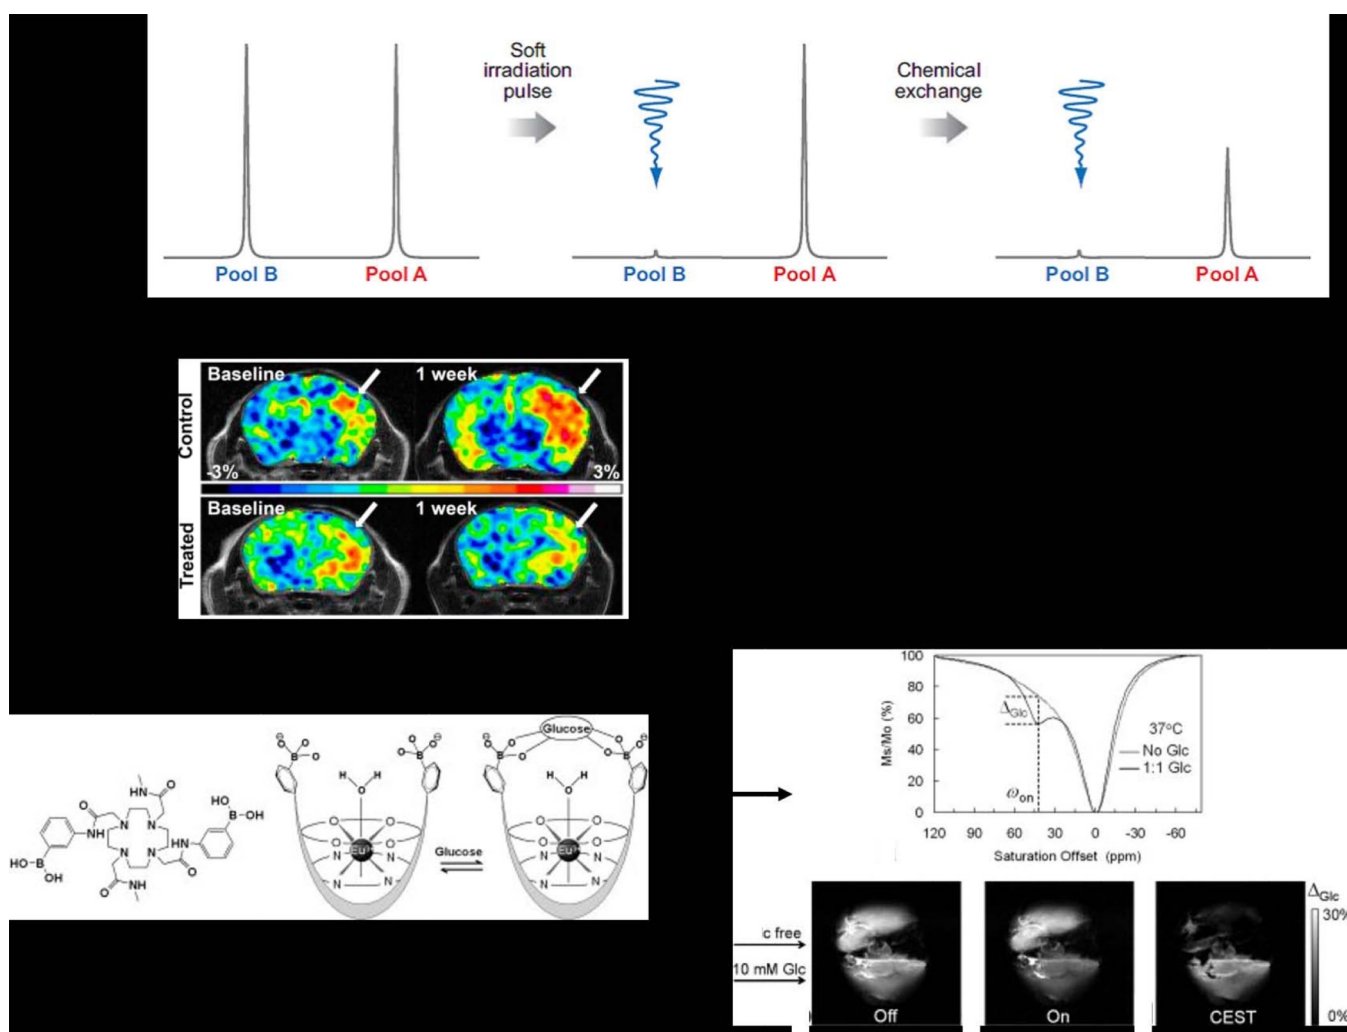 Soft
irradiation
pulse
Chemical
exchange
Pool B
Pool A
Pool B
Pool A
Pool B
Pool A
Control
Baseline
1 week
-3%
3%
Treated
Baseline
1 week
100
80
60
40
20
0
Ms/Mo (%)
ΔGlc
ωon
37°C
No Glc
1:1 Glc
120 90 60 30 0 -30 -60
Saturation Offset (ppm)
HO
B
OH
O
NH
N
N
N
N
HN
O
O
NH
HN
O
HO
B
OH
⊖
O
B
O
O
⊖
O
B
O
O
H
H
O
O
O
O
O
Eu³⁺
N
N
N
N
Glucose
Glucose
⊖
O
B
O
O
⊖
O
B
O
O
H
H
O
O
O
O
O
Eu³⁺
N
N
N
N
c free
10 mM Glc
Off
On
CEST
ΔGlc
30%
0%